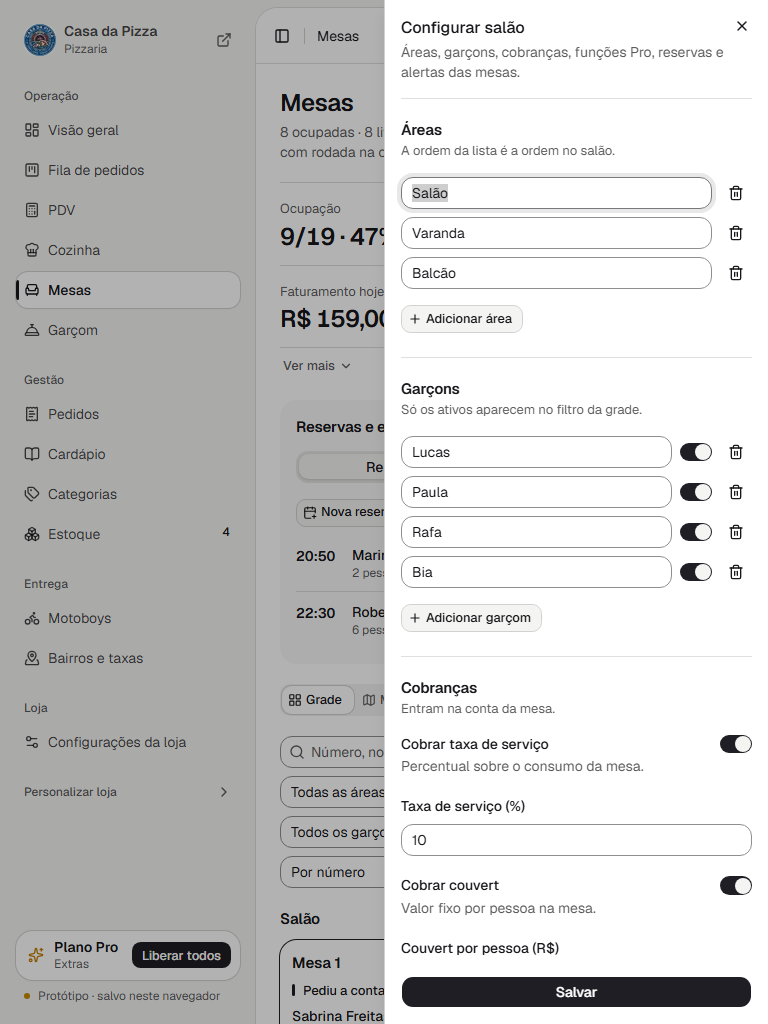 Casa da Pizza
Pizzaria
Operação
Visão geral
Fila de pedidos
PDV
Cozinha
Mesas
Garçom
Gestão
Pedidos
Cardápio
Categorias
Estoque
4
Entrega
Motoboys
Bairros e taxas
Loja
Configurações da loja
Personalizar loja
Plano Pro
Extras
Liberar todos
Protótipo · salvo neste navegador
Mesas
Mesas
8 ocupadas · 8 li
com rodada na c
Ocupação
9/19 · 47%
Faturamento hoje
R$ 159,00
Ver mais
Reservas e e
Re
Nova reser
20:50
Marin
2 pess
22:30
Robe
6 pess
Grade
Número, no
Todas as áreas
Todos os garço
Por número
Salão
Mesa 1
Pediu a conta
Sabrina Freita
Configurar salão
Áreas, garçons, cobranças, funções Pro, reservas e
alertas das mesas.
Áreas
A ordem da lista é a ordem no salão.
Salão
Varanda
Balcão
Adicionar área
Garçons
Só os ativos aparecem no filtro da grade.
Lucas
Paula
Rafa
Bia
Adicionar garçom
Cobranças
Entram na conta da mesa.
Cobrar taxa de serviço
Percentual sobre o consumo da mesa.
Taxa de serviço (%)
10
Cobrar couvert
Valor fixo por pessoa na mesa.
Couvert por pessoa (R$)
Salvar